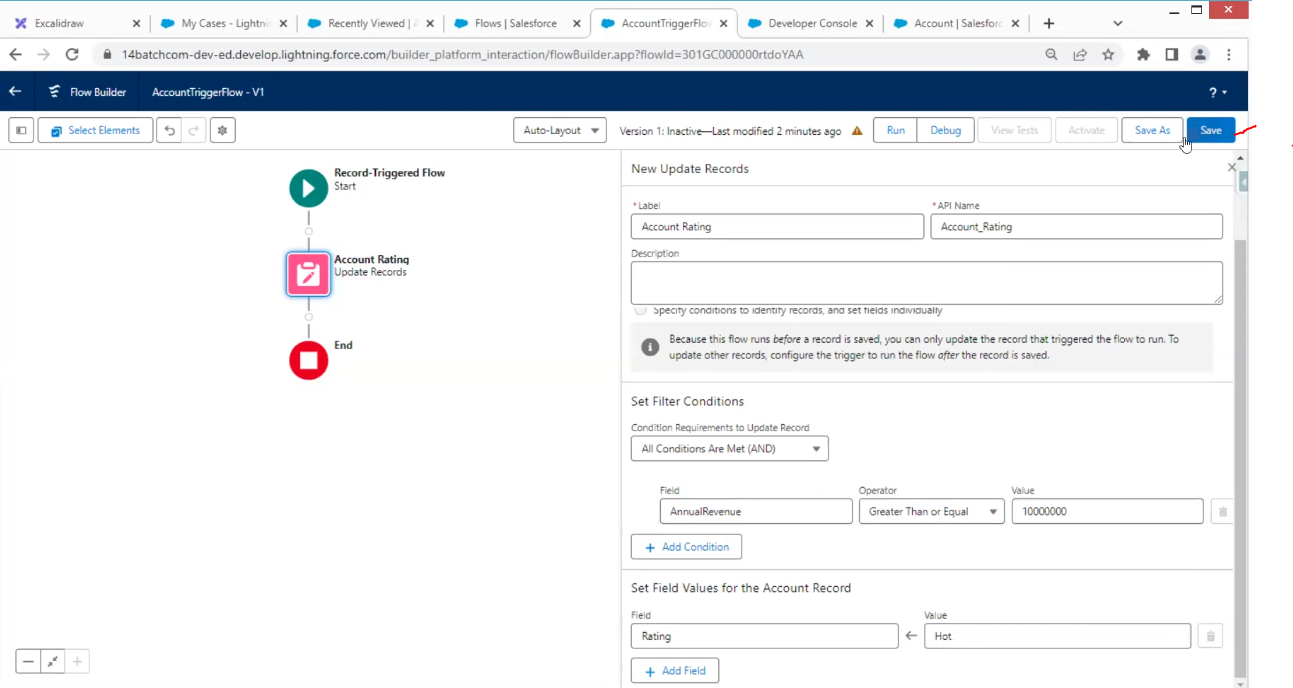 Excalidraw
My Cases - Lightni
Recently Viewed | A
Flows | Salesforce
AccountTriggerFlo
Developer Console
Account | Salesforc
14batchcom-dev-ed.develop.lightning.force.com/builder_platform_interaction/flowBuilder.app?flowId=301GC000000rtdoYAA
Flow Builder
AccountTriggerFlow - V1
?
Select Elements
Auto-Layout
Version 1: Inactive—Last modified 2 minutes ago
Run
Debug
View Tests
Activate
Save As
Save
Record-Triggered Flow
Start
Account Rating
Update Records
End
New Update Records
*Label
*API Name
Account Rating
Account_Rating
Description
Specify conditions to identify records, and set fields individually
Because this flow runs before a record is saved, you can only update the record that triggered the flow to run. To
update other records, configure the trigger to run the flow after the record is saved.
Set Filter Conditions
Condition Requirements to Update Record
All Conditions Are Met (AND)
Field
Operator
Value
AnnualRevenue
Greater Than or Equal
10000000
+ Add Condition
Set Field Values for the Account Record
Field
Value
Rating
Hot
+ Add Field